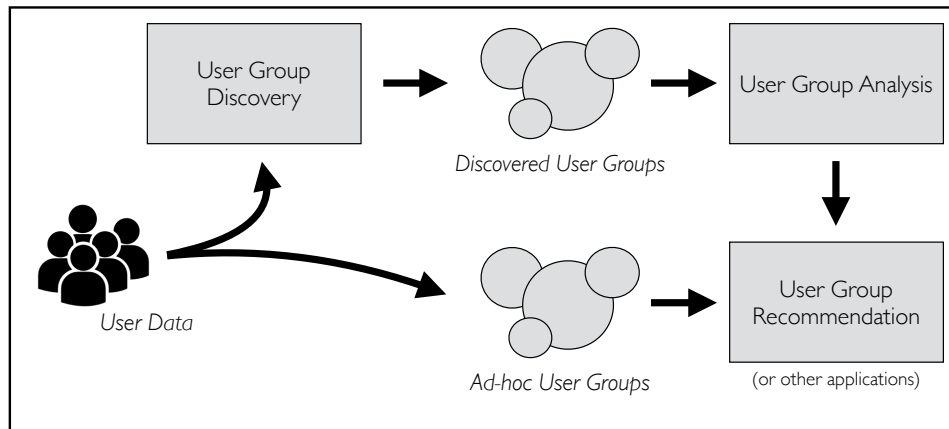 User Group
Discovery
Discovered User Groups
User Group Analysis
User Data
Ad-hoc User Groups
User Group
Recommendation
(or other applications)